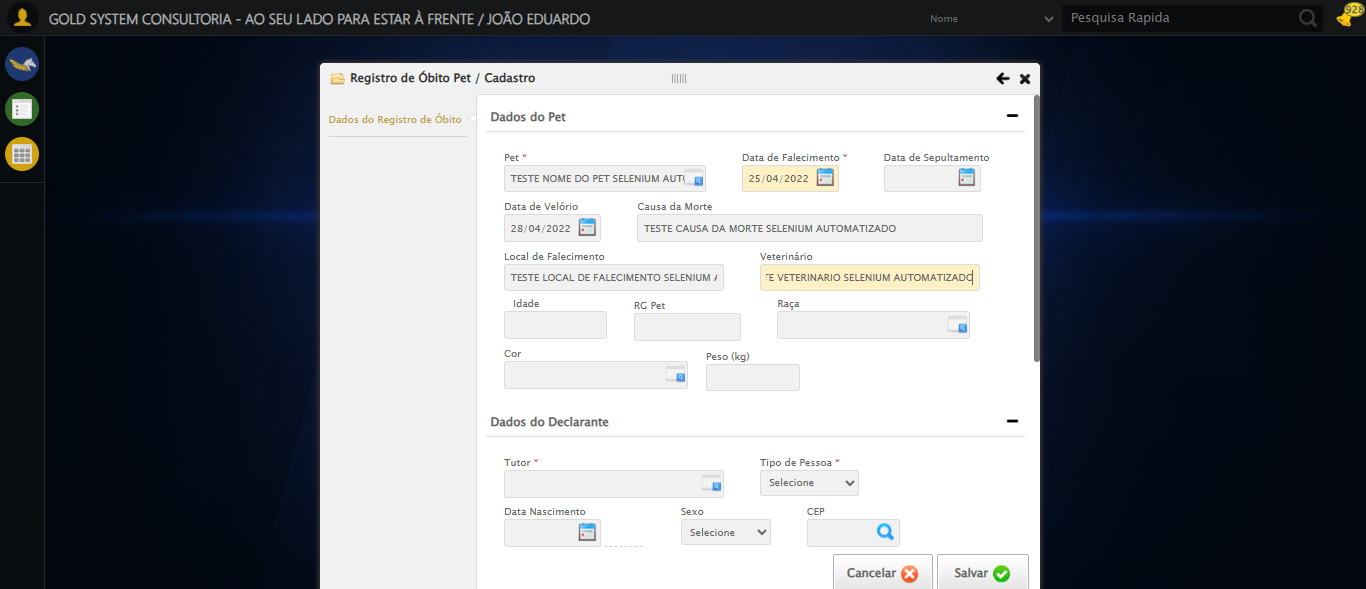 GOLD SYSTEM CONSULTORIA - AO SEU LADO PARA ESTAR À FRENTE / JOÃO EDUARDO
Nome
Pesquisa Rapida
928
Registro de Óbito Pet / Cadastro
Dados do Registro de Óbito
Dados do Pet
Pet *
Data de Falecimento *
Data de Sepultamento
TESTE NOME DO PET SELENIUM AUT
25/04/2022
Data de Velório
Causa da Morte
28/04/2022
TESTE CAUSA DA MORTE SELENIUM AUTOMATIZADO
Local de Falecimento
Veterinário
TESTE LOCAL DE FALECIMENTO SELENIUM
TE VETERINARIO SELENIUM AUTOMATIZADO
Idade
RG Pet
Raça
Cor
Peso (kg)
Dados do Declarante
Tutor *
Tipo de Pessoa *
Selecione
Data Nascimento
Sexo
CEP
Selecione
Cancelar
Salvar